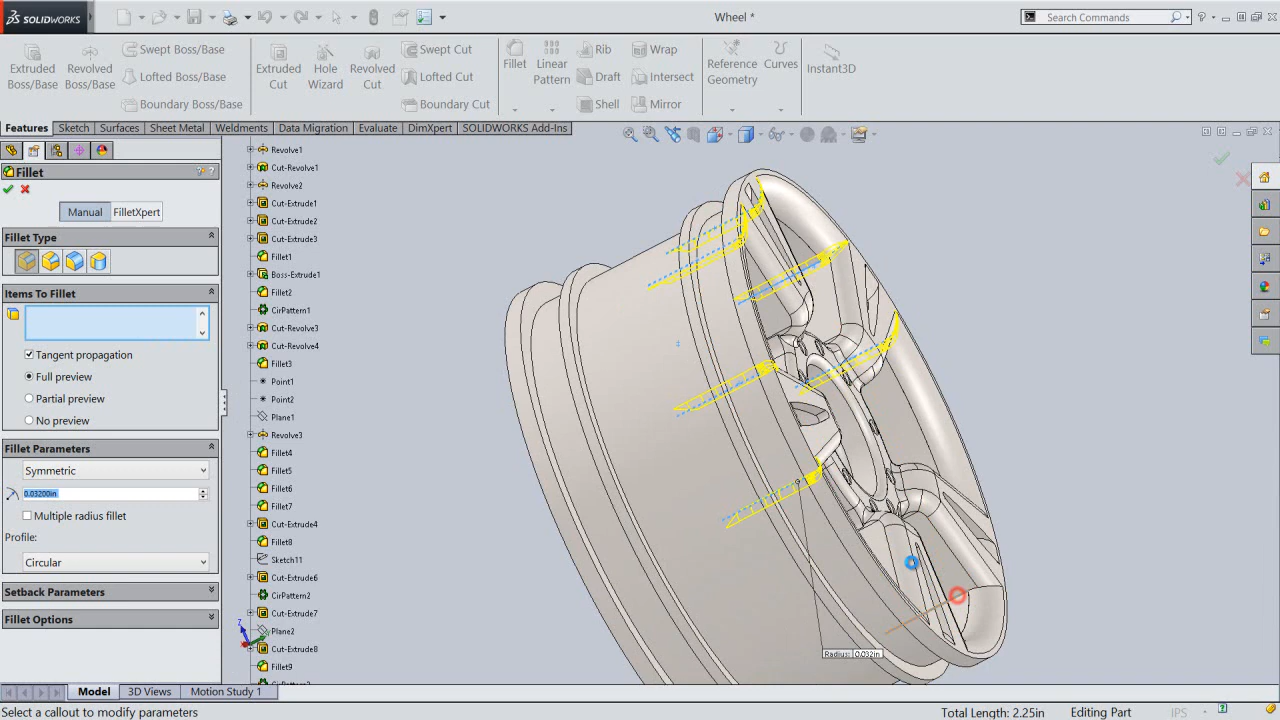 SOLIDWORKS
Wheel *
Search Commands
Extruded Boss/Base
Revolved Boss/Base
Swept Boss/Base
Lofted Boss/Base
Boundary Boss/Base
Extruded Cut
Hole Wizard
Revolved Cut
Swept Cut
Lofted Cut
Boundary Cut
Fillet
Linear Pattern
Rib
Draft
Shell
Wrap
Intersect
Mirror
Reference Geometry
Curves
Instant3D
Features Sketch Surfaces Sheet Metal Weldments Data Migration Evaluate DimXpert SOLIDWORKS Add-Ins
Fillet
Manual FilletXpert
Fillet Type
Items To Fillet
Tangent propagation
Full preview
Partial preview
No preview
Fillet Parameters
Symmetric
0.03200in
Multiple radius fillet
Profile:
Circular
Setback Parameters
Fillet Options
Revolve1
Cut-Revolve1
Revolve2
Cut-Extrude1
Cut-Extrude2
Cut-Extrude3
Fillet1
Boss-Extrude1
Fillet2
CirPattern1
Cut-Revolve3
Cut-Revolve4
Fillet3
Point1
Point2
Plane1
Revolve3
Fillet4
Fillet5
Fillet6
Fillet7
Cut-Extrude4
Fillet8
Sketch11
Cut-Extrude6
CirPattern2
Cut-Extrude7
Plane2
Cut-Extrude8
Fillet9
Radius: 0.032in
Model 3D Views Motion Study 1
Select a callout to modify parameters
Total Length: 2.25in Editing Part IPS